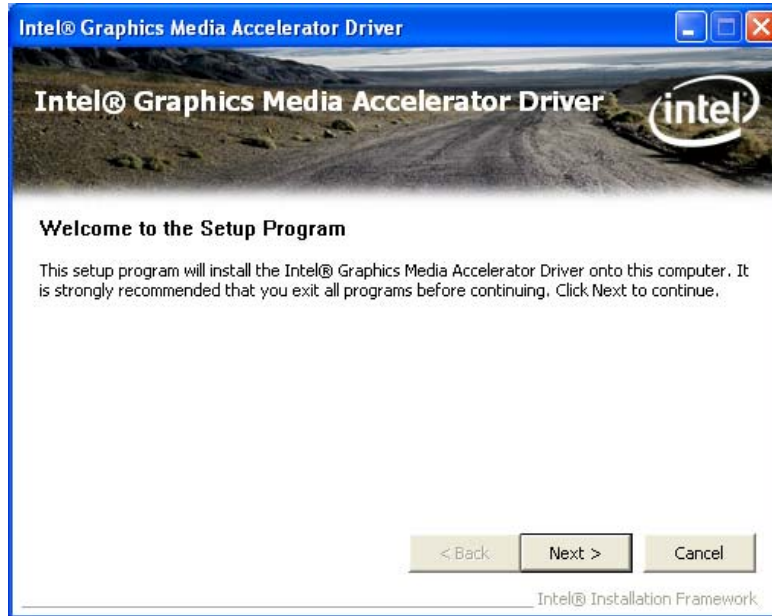 Intel® Graphics Media Accelerator Driver
Intel® Graphics Media Accelerator Driver
intel
Welcome to the Setup Program
This setup program will install the Intel® Graphics Media Accelerator Driver onto this computer. It
is strongly recommended that you exit all programs before continuing. Click Next to continue.
< Back Next > Cancel
Intel® Installation Framework